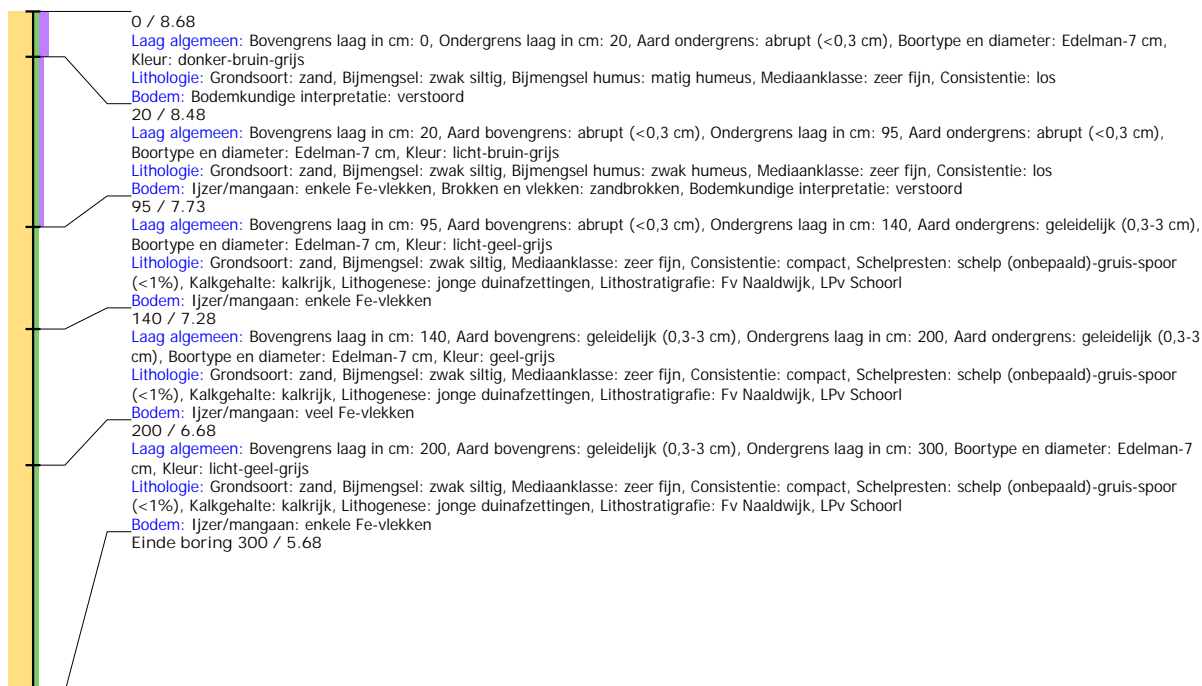 0 / 8.68
Laag algemeen: Bovengrens laag in cm: 0, Ondergrens laag in cm: 20, Aard ondergrens: abrupt (<0,3 cm), Boortype en diameter: Edelman-7 cm,
Kleur: donker-bruin-grijs
Lithologie: Grondsoort: zand, Bijmengsel: zwak siltig, Bijmengsel humus: matig humeus, Mediaanklasse: zeer fijn, Consistentie: los
Bodem: Bodemkundige interpretatie: verstoord
20 / 8.48
Laag algemeen: Bovengrens laag in cm: 20, Aard bovengrens: abrupt (<0,3 cm), Ondergrens laag in cm: 95, Aard ondergrens: abrupt (<0,3 cm),
Boortype en diameter: Edelman-7 cm, Kleur: licht-bruin-grijs
Lithologie: Grondsoort: zand, Bijmengsel: zwak siltig, Bijmengsel humus: zwak humeus, Mediaanklasse: zeer fijn, Consistentie: los
Bodem: Ijzer/mangaan: enkele Fe-vlekken, Brokken en vlekken: zandbrokken, Bodemkundige interpretatie: verstoord
95 / 7.73
Laag algemeen: Bovengrens laag in cm: 95, Aard bovengrens: abrupt (<0,3 cm), Ondergrens laag in cm: 140, Aard ondergrens: geleidelijk (0,3-3 cm),
Boortype en diameter: Edelman-7 cm, Kleur: licht-geel-grijs
Lithologie: Grondsoort: zand, Bijmengsel: zwak siltig, Mediaanklasse: zeer fijn, Consistentie: compact, Schelpresten: schelp (onbepaald)-gruis-spoor
(<1%), Kalkgehalte: kalkrijk, Lithogenese: jonge duinafzettingen, Lithostratigrafie: Fv Naaldwijk, LPv Schoorl
Bodem: Ijzer/mangaan: enkele Fe-vlekken
140 / 7.28
Laag algemeen: Bovengrens laag in cm: 140, Aard bovengrens: geleidelijk (0,3-3 cm), Ondergrens laag in cm: 200, Aard ondergrens: geleidelijk (0,3-3
cm), Boortype en diameter: Edelman-7 cm, Kleur: geel-grijs
Lithologie: Grondsoort: zand, Bijmengsel: zwak siltig, Mediaanklasse: zeer fijn, Consistentie: compact, Schelpresten: schelp (onbepaald)-gruis-spoor
(<1%), Kalkgehalte: kalkrijk, Lithogenese: jonge duinafzettingen, Lithostratigrafie: Fv Naaldwijk, LPv Schoorl
Bodem: Ijzer/mangaan: veel Fe-vlekken
200 / 6.68
Laag algemeen: Bovengrens laag in cm: 200, Aard bovengrens: geleidelijk (0,3-3 cm), Ondergrens laag in cm: 300, Boortype en diameter: Edelman-7
cm, Kleur: licht-geel-grijs
Lithologie: Grondsoort: zand, Bijmengsel: zwak siltig, Mediaanklasse: zeer fijn, Consistentie: compact, Schelpresten: schelp (onbepaald)-gruis-spoor
(<1%), Kalkgehalte: kalkrijk, Lithogenese: jonge duinafzettingen, Lithostratigrafie: Fv Naaldwijk, LPv Schoorl
Bodem: Ijzer/mangaan: enkele Fe-vlekken
Einde boring 300 / 5.68